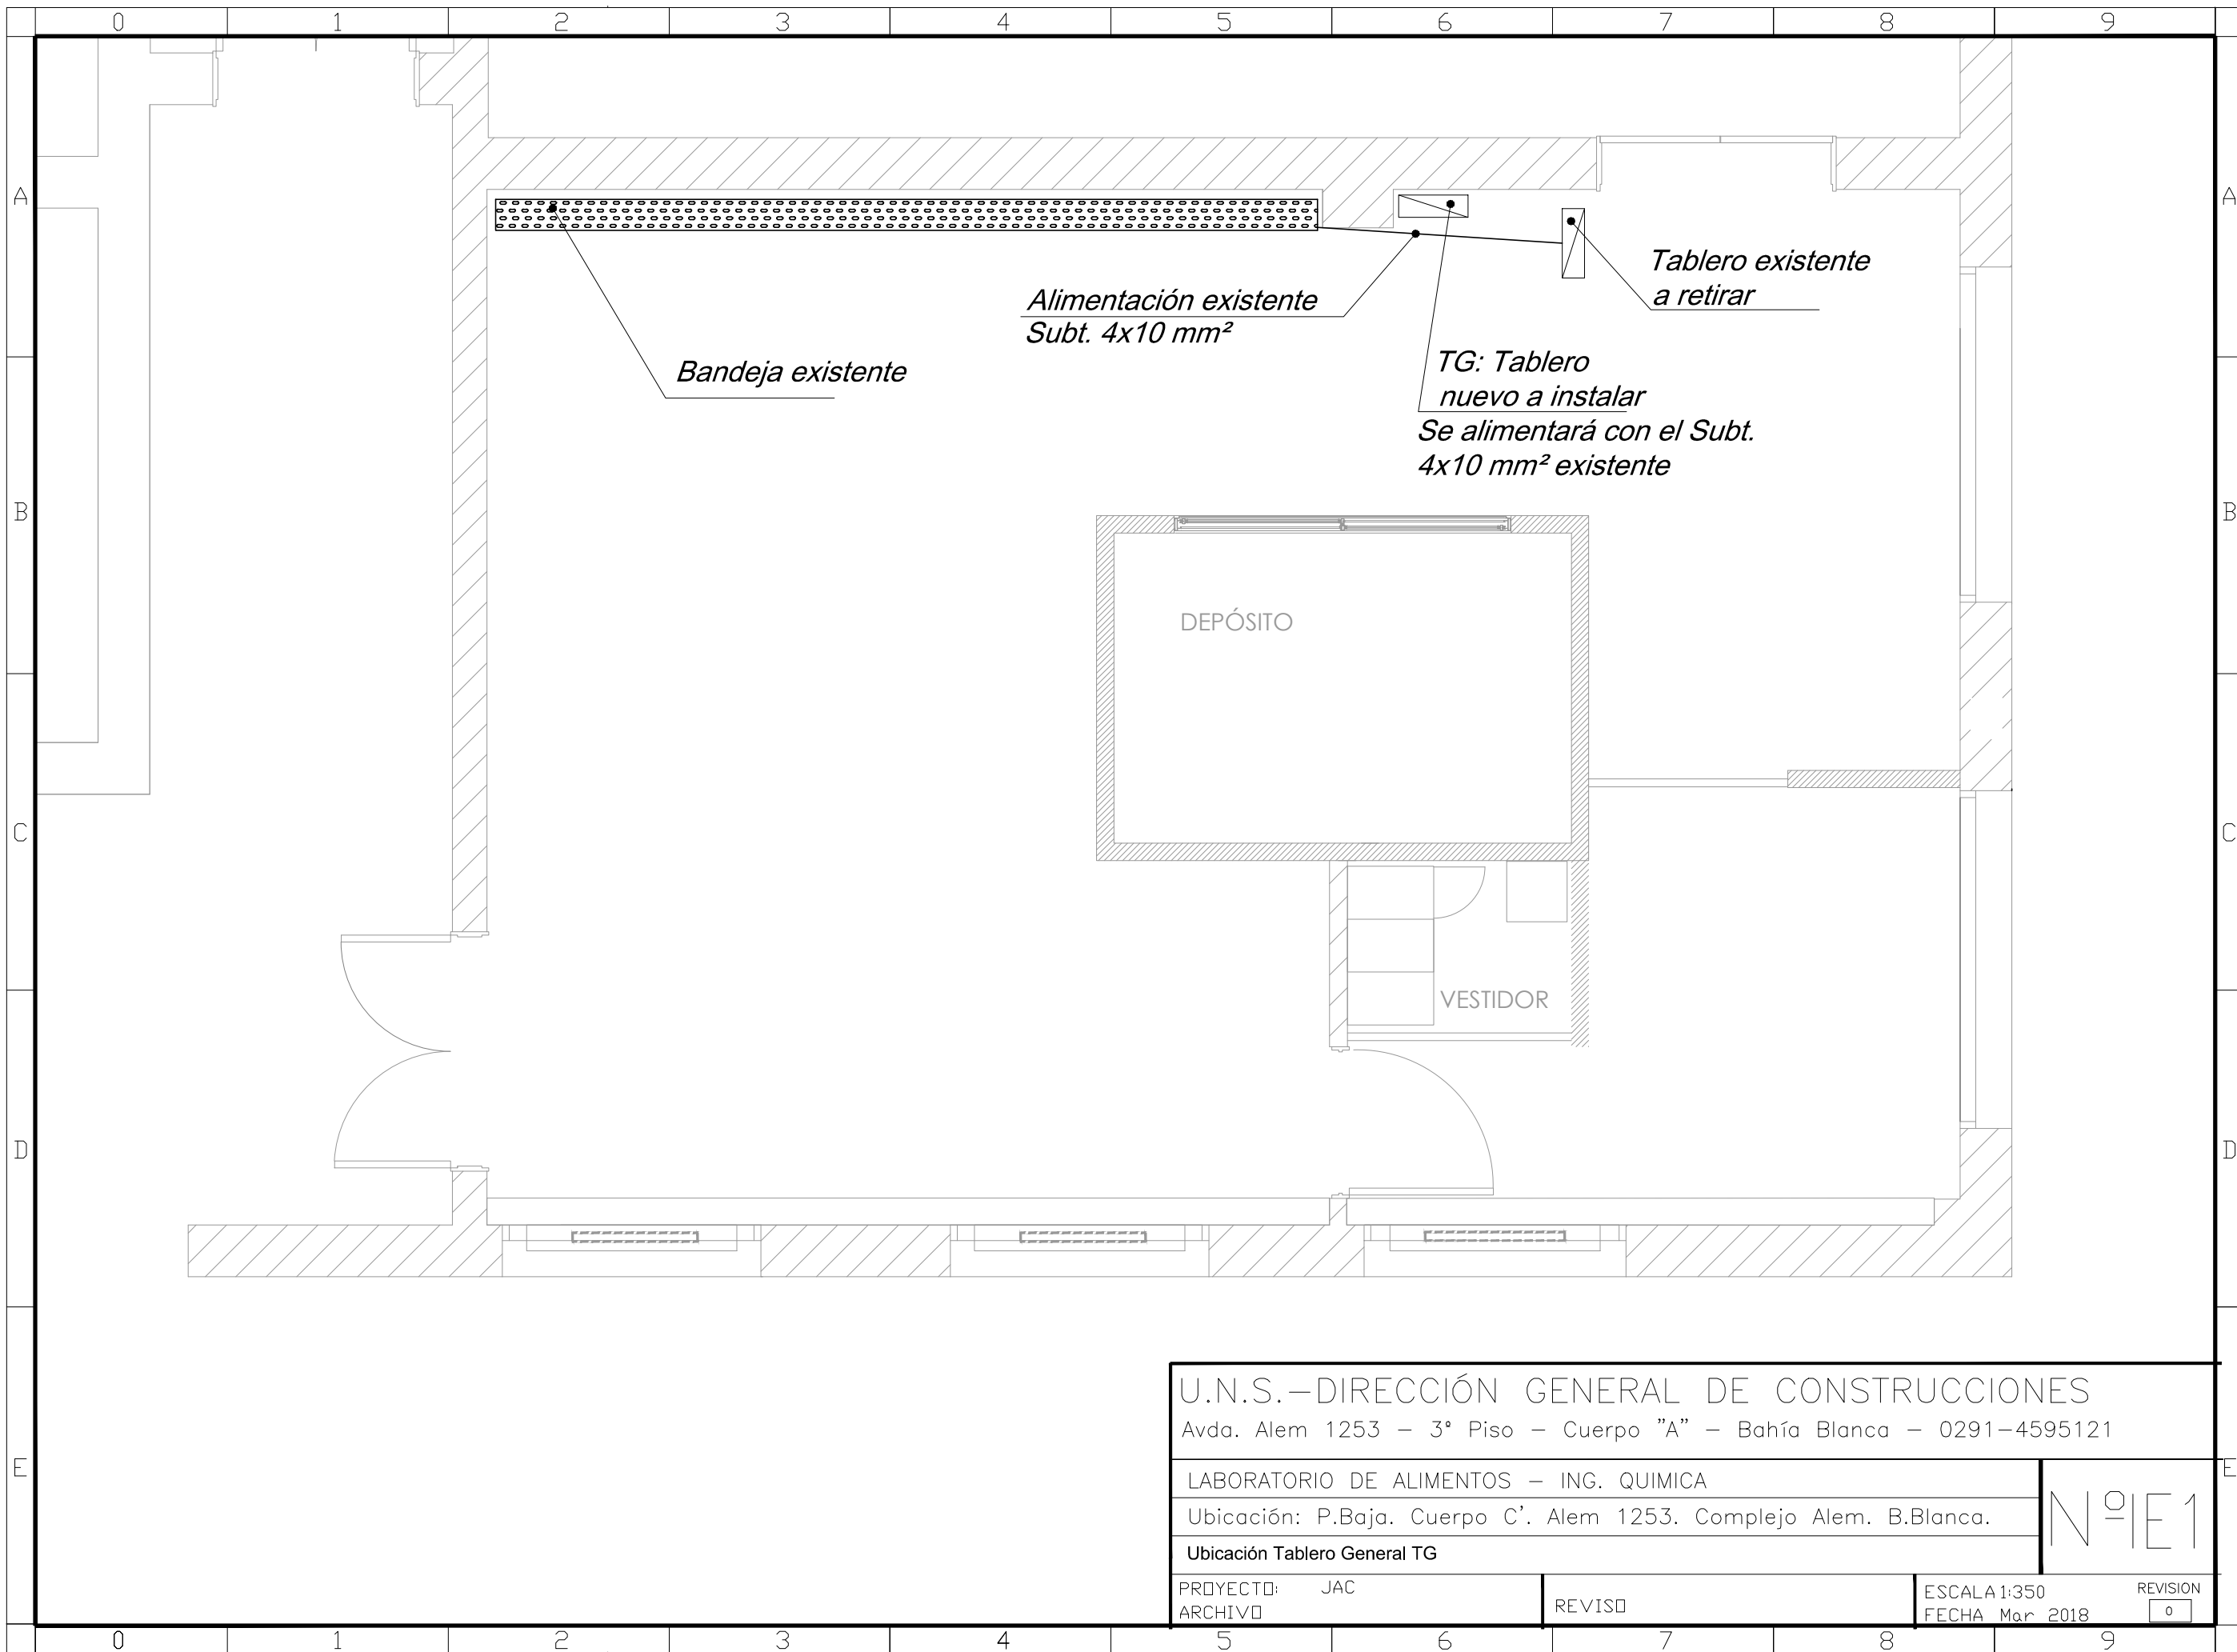 0 1 2 3 4 5 6 7 8 9
A A
Tablero existente
a retirar
Alimentación existente
Subt. 4x10 mm²
Bandeja existente
TG: Tablero
nuevo a instalar
Se alimentará con el Subt.
4x10 mm² existente
B B
DEPÓSITO
C C
VESTIDOR
D D
U.N.S.-DIRECCIÓN GENERAL DE CONSTRUCCIONES
Avda. Alem 1253 - 3º Piso - Cuerpo "A" - Bahía Blanca - 0291-4595121
E E
LABORATORIO DE ALIMENTOS - ING. QUIMICA
Ubicación: P.Baja. Cuerpo C'. Alem 1253. Complejo Alem. B.Blanca.
NºIE1
Ubicación Tablero General TG
PROYECTO: JAC
ARCHIVO
REVISO
ESCALA 1:350
FECHA Mar 2018
REVISION
0
0 1 2 3 4 5 6 7 8 9